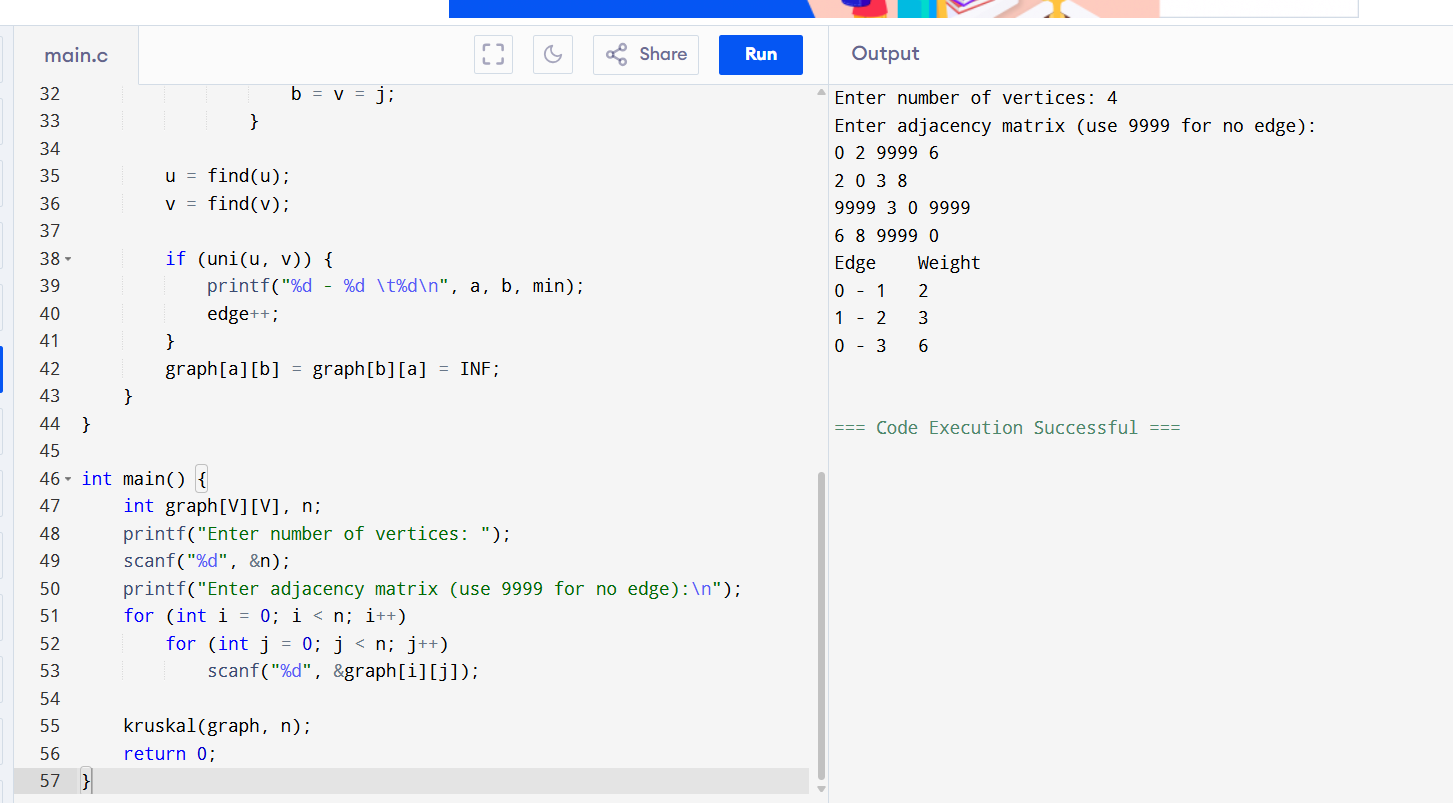 main.c
Share
Run
Output
32                     b = v = j;
33                 }
34
35         u = find(u);
36         v = find(v);
37
38         if (uni(u, v)) {
39             printf("%d - %d \t%d\n", a, b, min);
40             edge++;
41         }
42         graph[a][b] = graph[b][a] = INF;
43     }
44 }
45
46 int main() {
47     int graph[V][V], n;
48     printf("Enter number of vertices: ");
49     scanf("%d", &n);
50     printf("Enter adjacency matrix (use 9999 for no edge):\n");
51     for (int i = 0; i < n; i++)
52         for (int j = 0; j < n; j++)
53             scanf("%d", &graph[i][j]);
54
55     kruskal(graph, n);
56     return 0;
57 }
Enter number of vertices: 4
Enter adjacency matrix (use 9999 for no edge):
0 2 9999 6
2 0 3 8
9999 3 0 9999
6 8 9999 0
Edge    Weight
0 - 1   2
1 - 2   3
0 - 3   6
=== Code Execution Successful ===